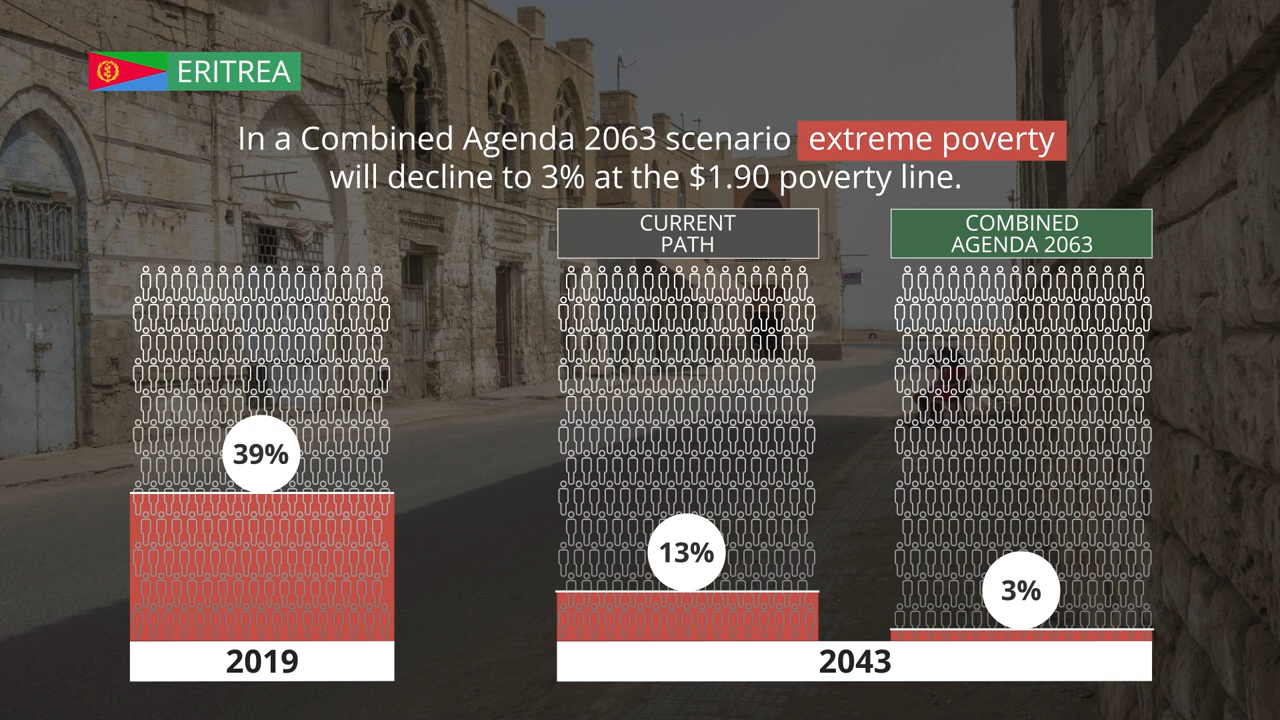 ERITREA
In a Combined Agenda 2063 scenario extreme poverty
will decline to 3% at the $1.90 poverty line.
CURRENT
PATH
COMBINED
AGENDA 2063
39%
13%
3%
2019
2043